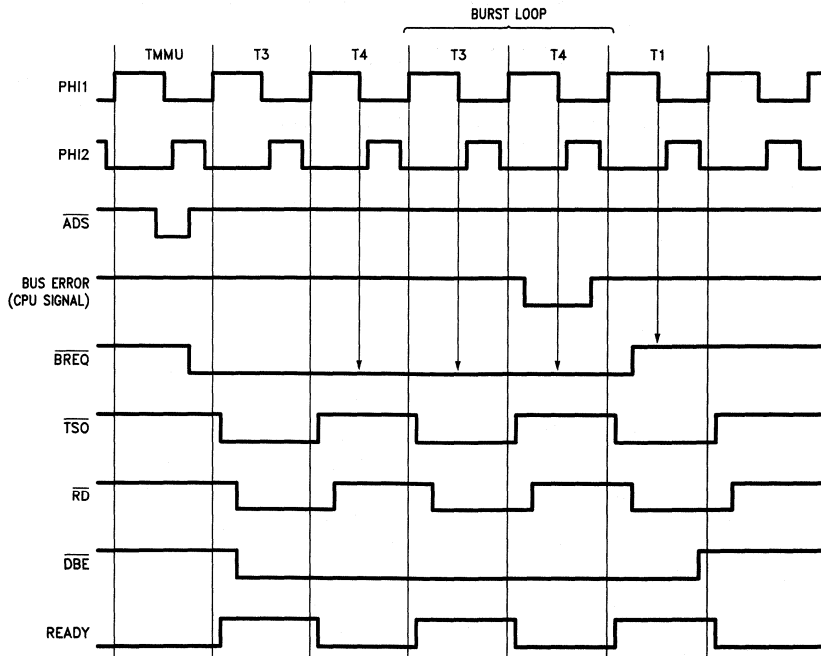 BURST LOOP
TMMU T3 T4 T3 T4 T1
PHI1
PHI2
ADS
BUS ERROR
(CPU SIGNAL)
BREQ
TSO
RD
DBE
READY